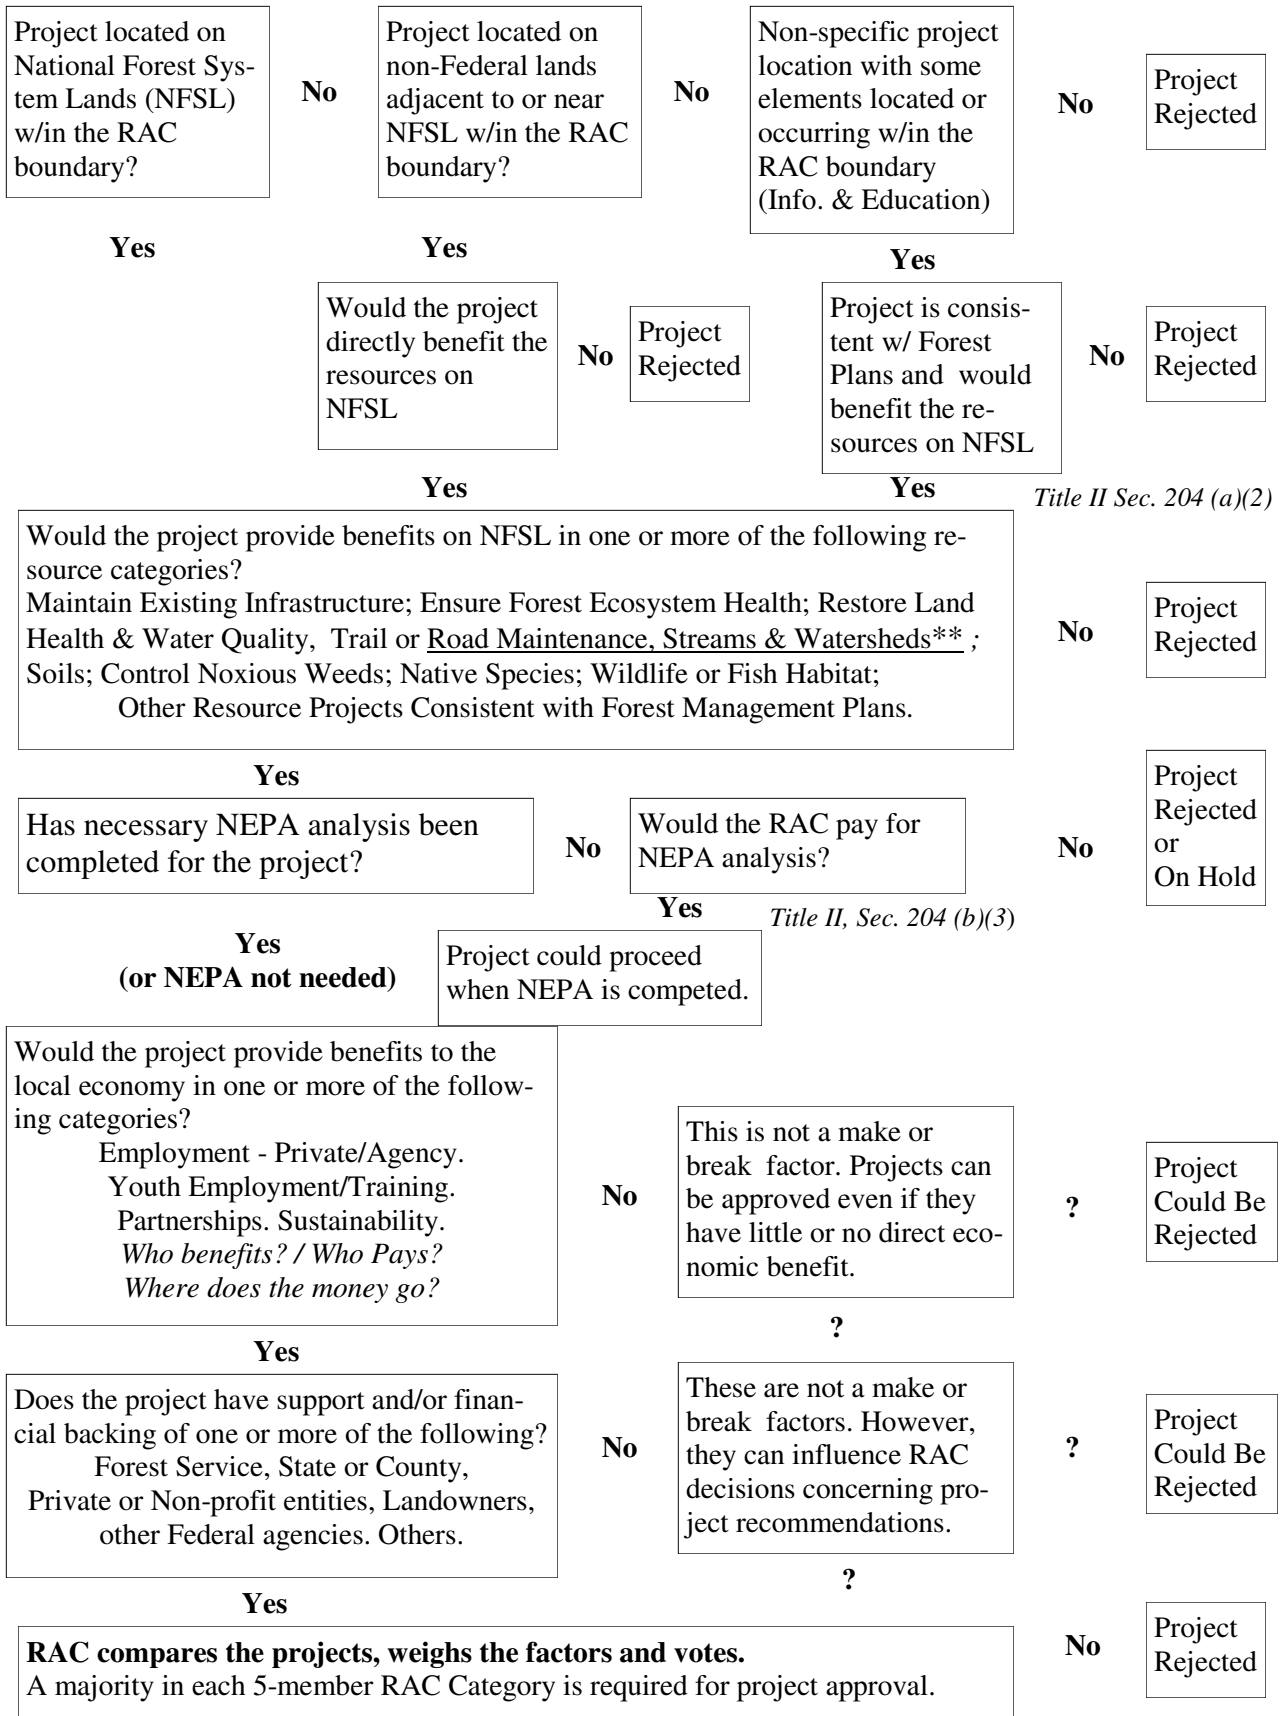 Project located on
National Forest Sys-
tem Lands (NFSL)
w/in the RAC
boundary?
No
Project located on
non-Federal lands
adjacent to or near
NFSL w/in the RAC
boundary?
No
Non-specific project
location with some
elements located or
occurring w/in the
RAC boundary
(Info. & Education)
No
Project
Rejected
Yes
Yes
Yes
Would the project
directly benefit the
resources on
NFSL
No
Project
Rejected
Project is consis-
tent w/ Forest
Plans and would
benefit the re-
sources on NFSL
No
Project
Rejected
Yes
Yes
Title II Sec. 204 (a)(2)
Would the project provide benefits on NFSL in one or more of the following re-
source categories?
Maintain Existing Infrastructure; Ensure Forest Ecosystem Health; Restore Land
Health & Water Quality, Trail or Road Maintenance, Streams & Watersheds** ;
Soils; Control Noxious Weeds; Native Species; Wildlife or Fish Habitat;
Other Resource Projects Consistent with Forest Management Plans.
No
Project
Rejected
Yes
Has necessary NEPA analysis been
completed for the project?
No
Would the RAC pay for
NEPA analysis?
No
Project
Rejected
or
On Hold
Yes
Title II, Sec. 204 (b)(3)
Yes
(or NEPA not needed)
Project could proceed
when NEPA is competed.
Would the project provide benefits to the
local economy in one or more of the follow-
ing categories?
Employment - Private/Agency.
Youth Employment/Training.
Partnerships. Sustainability.
Who benefits? / Who Pays?
Where does the money go?
No
This is not a make or
break factor. Projects can
be approved even if they
have little or no direct eco-
nomic benefit.
?
Project
Could Be
Rejected
?
Yes
Does the project have support and/or finan-
cial backing of one or more of the following?
Forest Service, State or County,
Private or Non-profit entities, Landowners,
other Federal agencies. Others.
No
These are not a make or
break factors. However,
they can influence RAC
decisions concerning pro-
ject recommendations.
?
Project
Could Be
Rejected
?
Yes
RAC compares the projects, weighs the factors and votes.
A majority in each 5-member RAC Category is required for project approval.
No
Project
Rejected